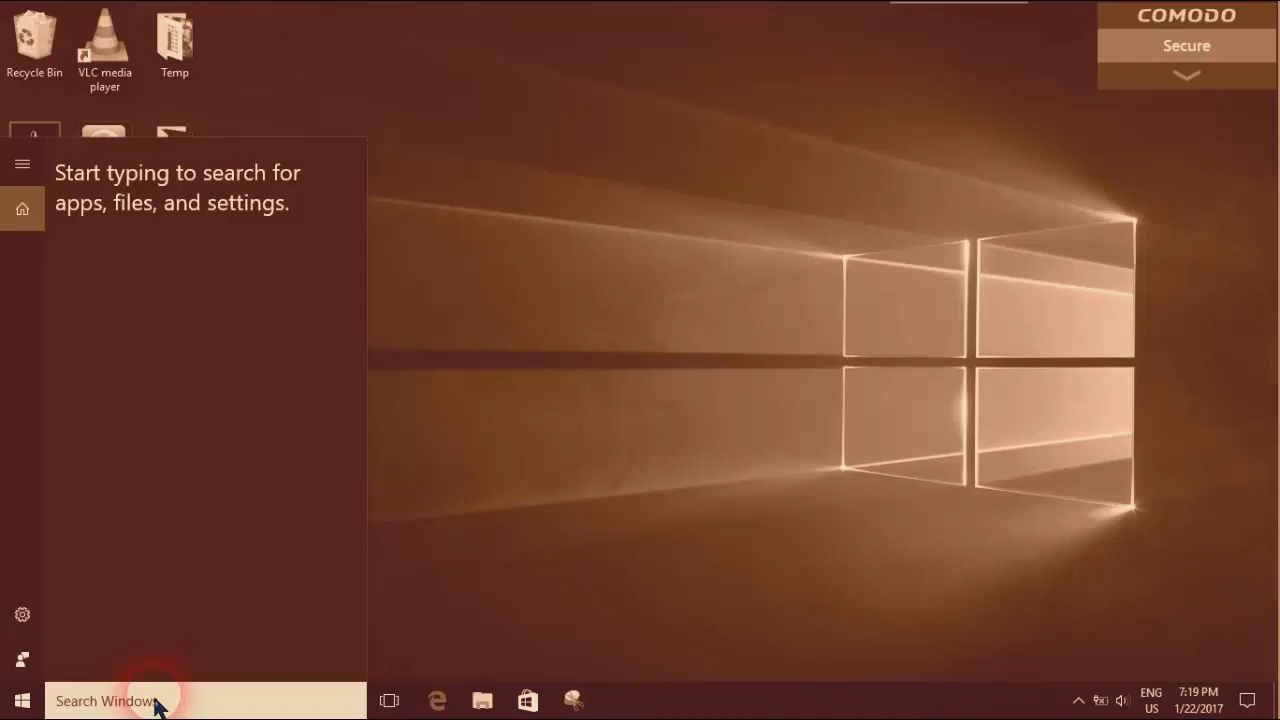 COMODO
Secure
Recycle Bin
VLC media
player
Temp
Start typing to search for
apps, files, and settings.
Search Windows
ENG
US
7:19 PM
1/22/2017